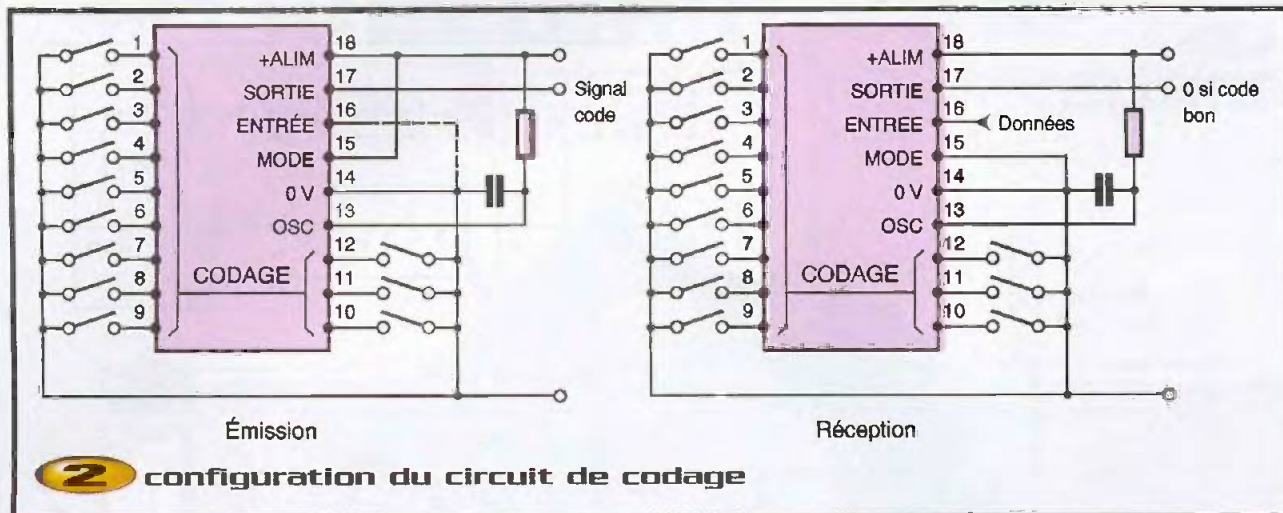 1
2
3
4
5
6
7
8
9
+ALIM
SORTIE
ENTRÉE
MODE
0 V
OSC
CODAGE
18
17
16
15
14
13
12
11
10
Signal
code
Émission
1
2
3
4
5
6
7
8
9
+ALIM
SORTIE
ENTREE
MODE
0 V
OSC
CODAGE
18
17
16
15
14
13
12
11
10
0 si code
bon
Données
Réception
2 configuration du circuit de codage